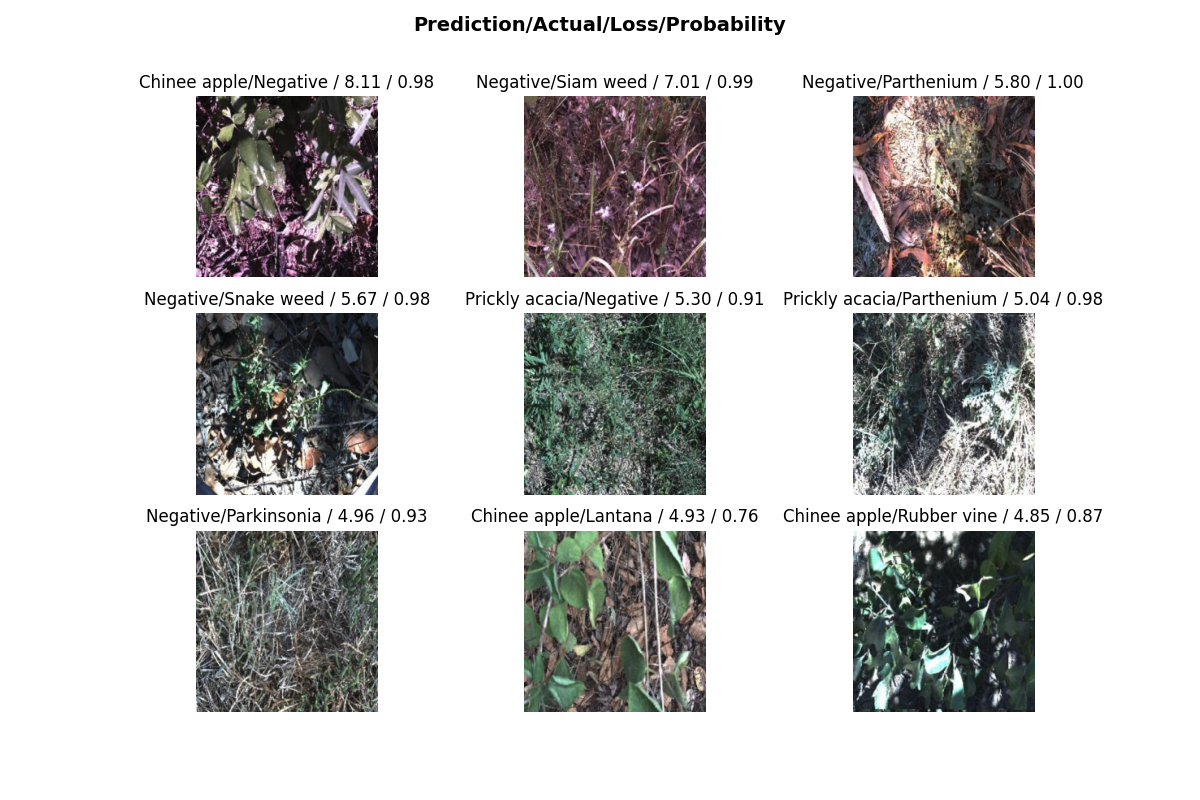 Prediction/Actual/Loss/Probability
Chinee apple/Negative / 8.11 / 0.98
Negative/Siam weed / 7.01 / 0.99
Negative/Parthenium / 5.80 / 1.00
Negative/Snake weed / 5.67 / 0.98
Prickly acacia/Negative / 5.30 / 0.91
Prickly acacia/Parthenium / 5.04 / 0.98
Negative/Parkinsonia / 4.96 / 0.93
Chinee apple/Lantana / 4.93 / 0.76
Chinee apple/Rubber vine / 4.85 / 0.87